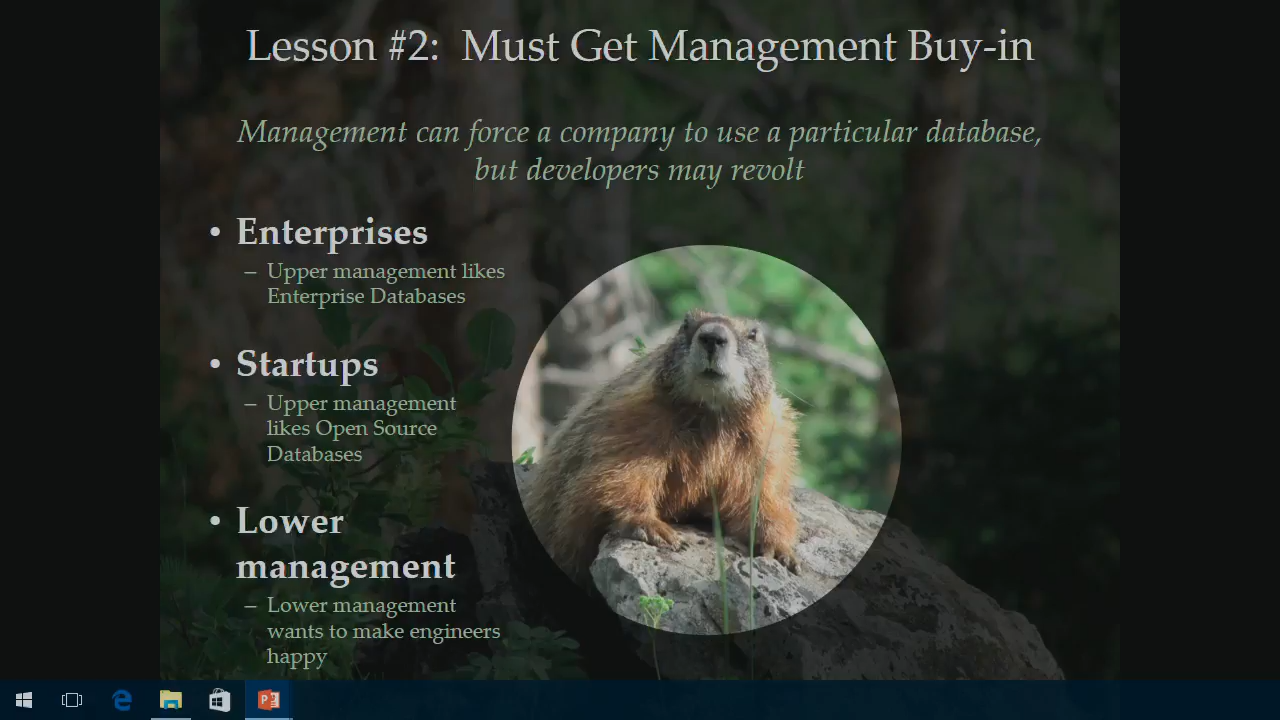 Lesson #2:  Must Get Management Buy-in
Management can force a company to use a particular database,
but developers may revolt
• Enterprises
– Upper management likes
Enterprise Databases
• Startups
– Upper management
likes Open Source
Databases
• Lower
management
– Lower management
wants to make engineers
happy